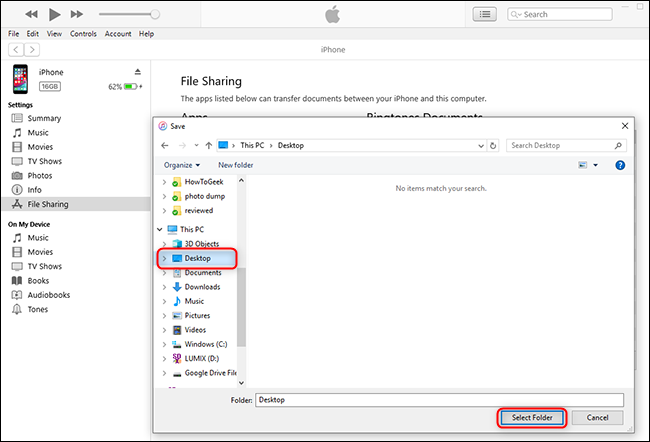 Search
File Edit View Controls Account Help
iPhone
iPhone
16GB 62%
Settings
Summary
Music
Movies
TV Shows
Photos
Info
File Sharing
On My Device
Music
Movies
TV Shows
Books
Audiobooks
Tones
File Sharing
The apps listed below can transfer documents between your iPhone and this computer.
Apps Ringtones Documents
Save
This PC > Desktop
Search Desktop
Organize New folder
HowToGeek
photo dump
reviewed
This PC
3D Objects
Desktop
Documents
Downloads
Music
Pictures
Videos
Windows (C:)
LUMIX (D:)
Google Drive File
No items match your search.
Folder: Desktop
Select Folder Cancel